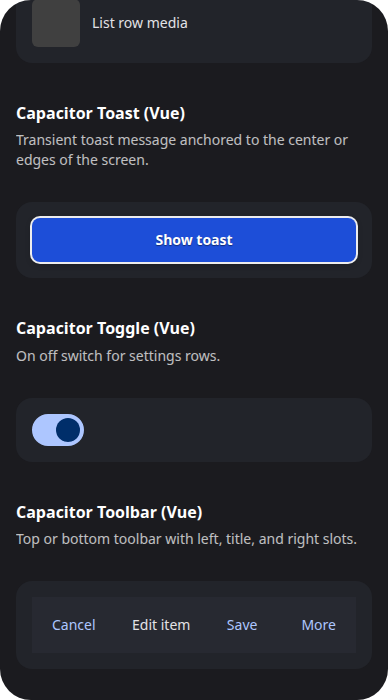 List row media
Capacitor Toast (Vue)
Transient toast message anchored to the center or
edges of the screen.
Show toast
Capacitor Toggle (Vue)
On off switch for settings rows.
Capacitor Toolbar (Vue)
Top or bottom toolbar with left, title, and right slots.
Cancel Edit item Save More